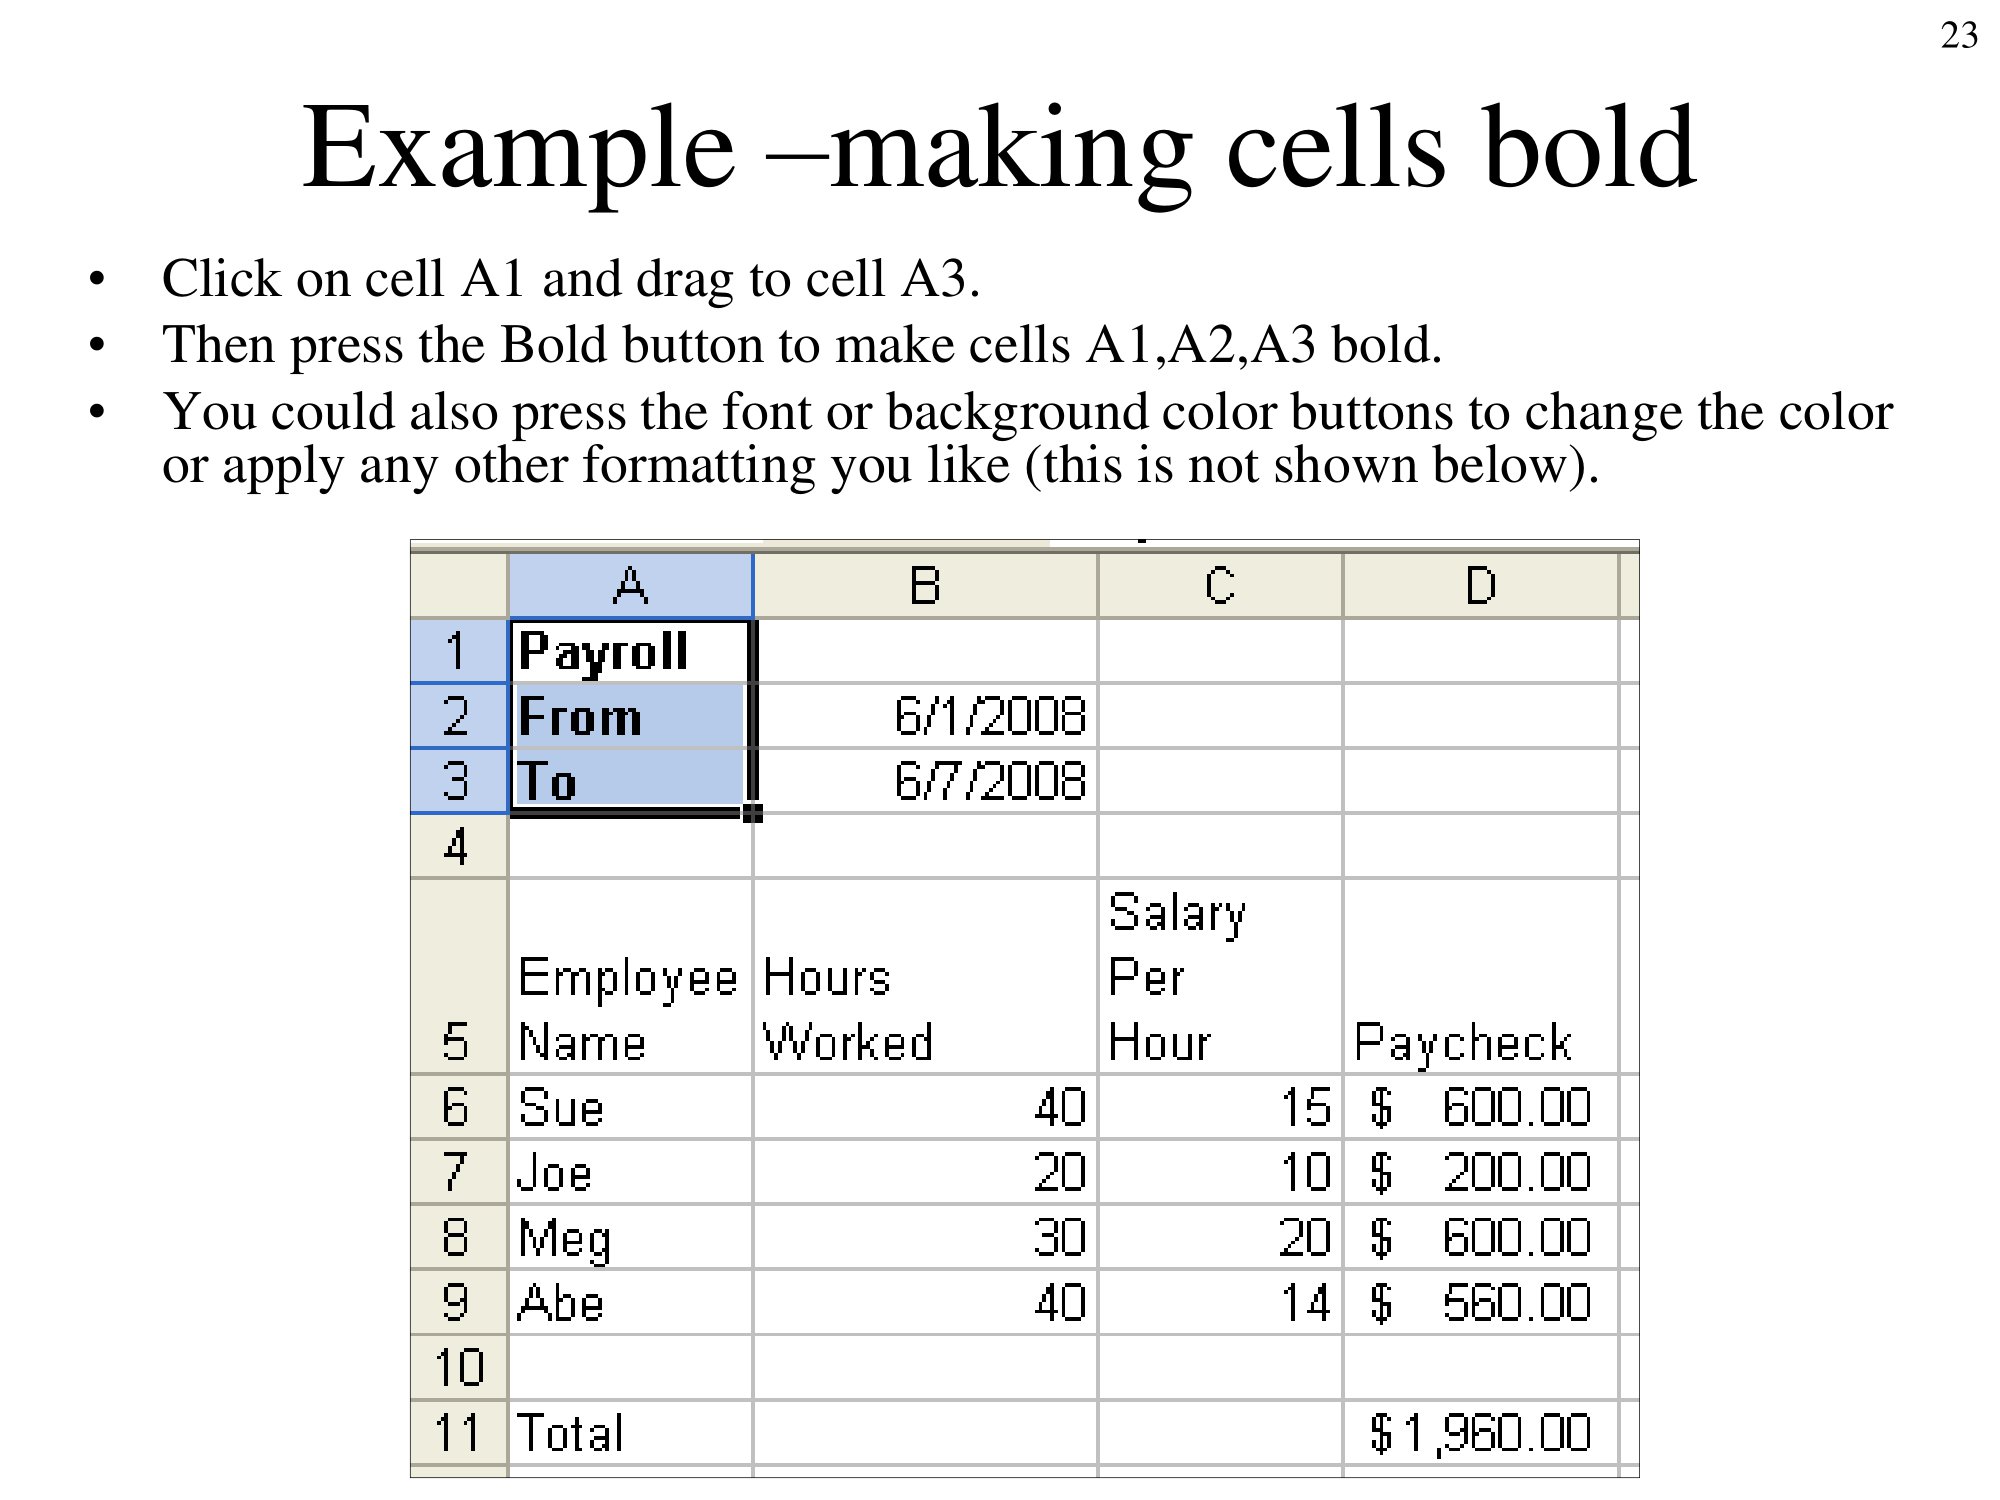 23
Example –making cells bold
• Click on cell A1 and drag to cell A3.
• Then press the Bold button to make cells A1,A2,A3 bold.
• You could also press the font or background color buttons to change the color
or apply any other formatting you like (this is not shown below).
A B C D
1 Payroll
2 From 6/1/2008
3 To 6/7/2008
4
Salary
Employee Hours Per
5 Name Worked Hour Paycheck
6 Sue 40 15 $ 600.00
7 Joe 20 10 $ 200.00
8 Meg 30 20 $ 600.00
9 Abe 40 14 $ 560.00
10
11 Total $1,960.00